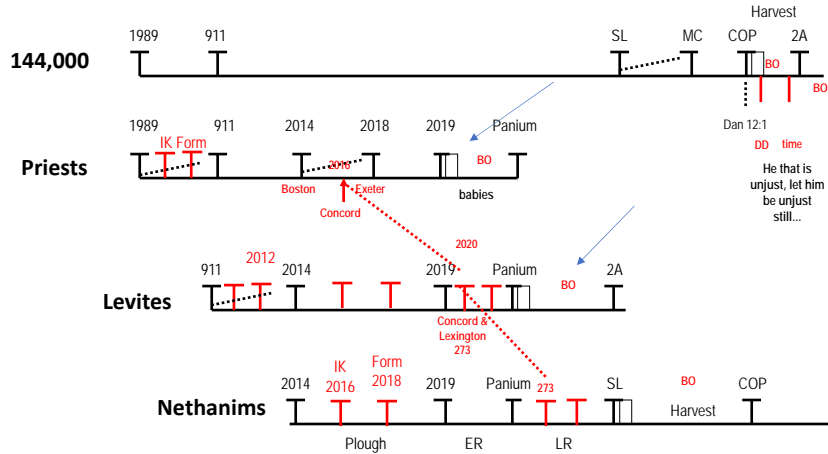 Harvest
1989 911 SL MC COP 2A
144,000
BO
BO
Dan 12:1
DD time
He that is
unjust, let him
be unjust
still...
1989 IK Form 911 2014 2018 2019 Panium
Priests
2016
BO
Boston Exeter
babies
Concord
2020
911 2012 2014 2019 Panium 2A
Levites
BO
Concord &
Lexington
273
IK Form
2014 2016 2018 2019 Panium 273 SL BO COP
Nethanims
Harvest
Plough ER LR